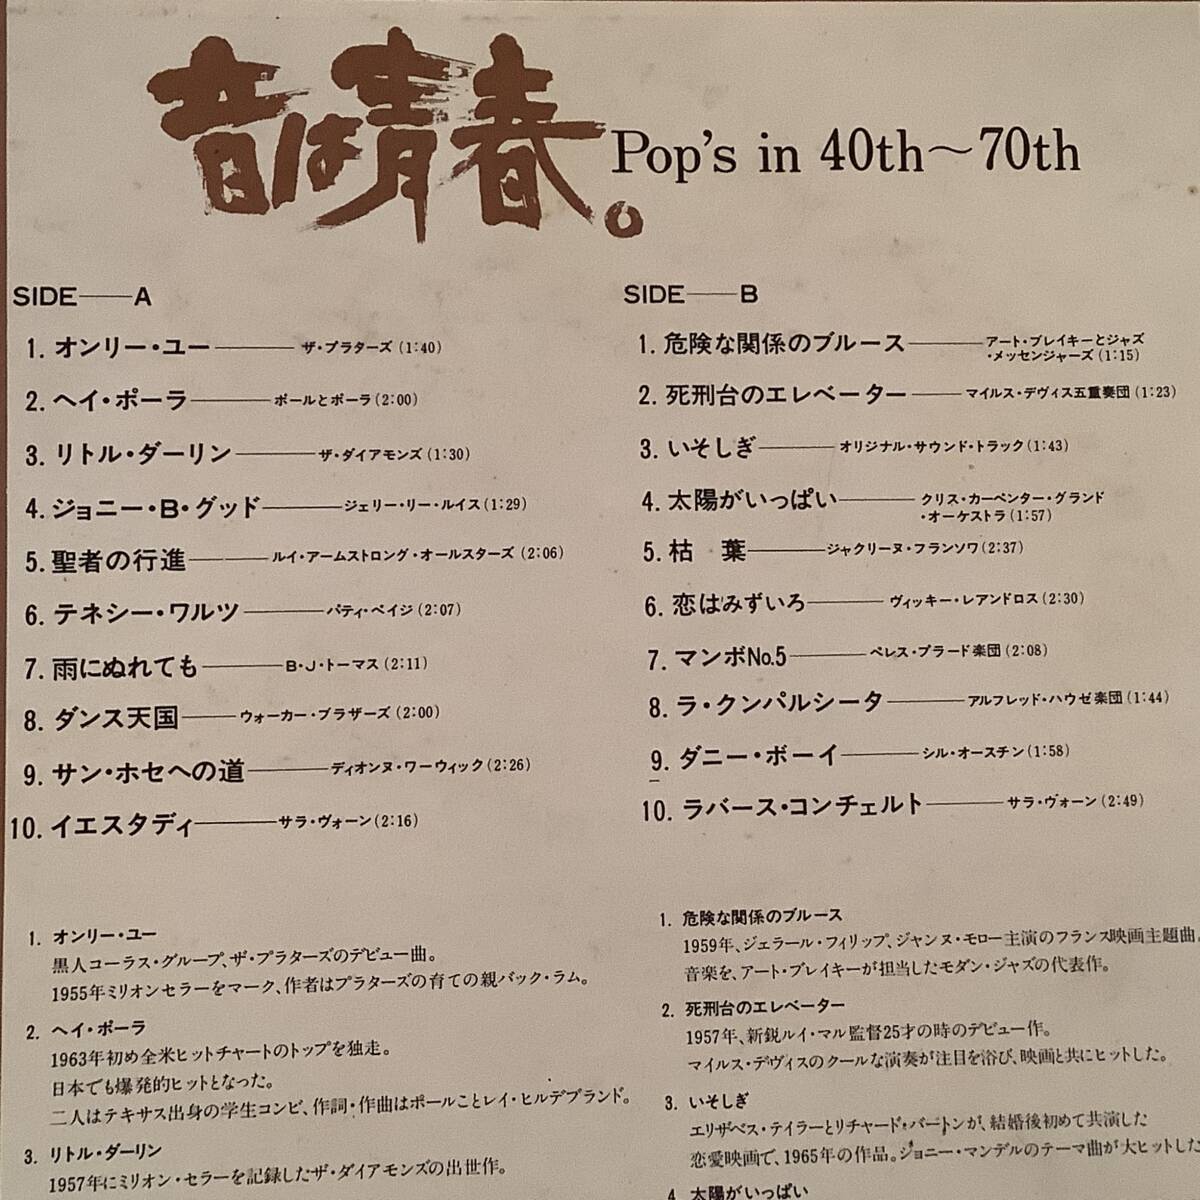 音は青春。
Pop's in 40th～70th
SIDE——A
1. オンリー・ユー————ザ・プラターズ(1:40)
2. ヘイ・ポーラ————ポールとポーラ(2:00)
3. リトル・ダーリン————ザ・ダイアモンズ(1:30)
4. ジョニー・B・グッド————ジェリー・リー・ルイス(1:29)
5. 聖者の行進————ルイ・アームストロング・オールスターズ(2:06)
6. テネシー・ワルツ————パティ・ペイジ(2:07)
7. 雨にぬれても————B・J・トーマス(2:11)
8. ダンス天国————ウォーカー・ブラザーズ(2:00)
9. サン・ホセへの道————ディオンヌ・ワーウィック(2:26)
10. イエスタディ————サラ・ヴォーン(2:16)
SIDE——B
1. 危険な関係のブルース————アート・ブレイキーとジャズ
・メッセンジャーズ(1:15)
2. 死刑台のエレベーター————マイルス・デヴィス五重奏団(1:23)
3. いそしぎ————オリジナル・サウンド・トラック(1:43)
4. 太陽がいっぱい————クリス・カーペンター・グランド
・オーケストラ(1:57)
5. 枯　葉————ジャクリーヌ・フランソワ(2:37)
6. 恋はみずいろ————ヴィッキー・レアンドロス(2:30)
7. マンボNo.5————ペレス・プラード楽団(2:08)
8. ラ・クンパルシータ————アルフレッド・ハウゼ楽団(1:44)
9. ダニー・ボーイ————シル・オースチン(1:58)
10. ラバース・コンチェルト————サラ・ヴォーン(2:49)
1. オンリー・ユー
黒人コーラス・グループ、ザ・プラターズのデビュー曲。
1955年ミリオンセラーをマーク、作者はプラターズの育ての親バック・ラム。
2. ヘイ・ポーラ
1963年初め全米ヒットチャートのトップを独走。
日本でも爆発的ヒットとなった。
二人はテキサス出身の学生コンビ、作詞・作曲はポールことレイ・ヒルデブランド。
3. リトル・ダーリン
1957年にミリオン・セラーを記録したザ・ダイアモンズの出世作。
1. 危険な関係のブルース
1959年、ジェラール・フィリップ、ジャンヌ・モロー主演のフランス映画主題曲。
音楽を、アート・ブレイキーが担当したモダン・ジャズの代表作。
2. 死刑台のエレベーター
1957年、新鋭ルイ・マル監督25才の時のデビュー作。
マイルス・デヴィスのクールな演奏が注目を浴び、映画と共にヒットした。
3. いそしぎ
エリザベス・テイラーとリチャード・バートンが、結婚後初めて共演した
恋愛映画で、1965年の作品。ジョニー・マンデルのテーマ曲が大ヒットした
4. 太陽がいっぱい